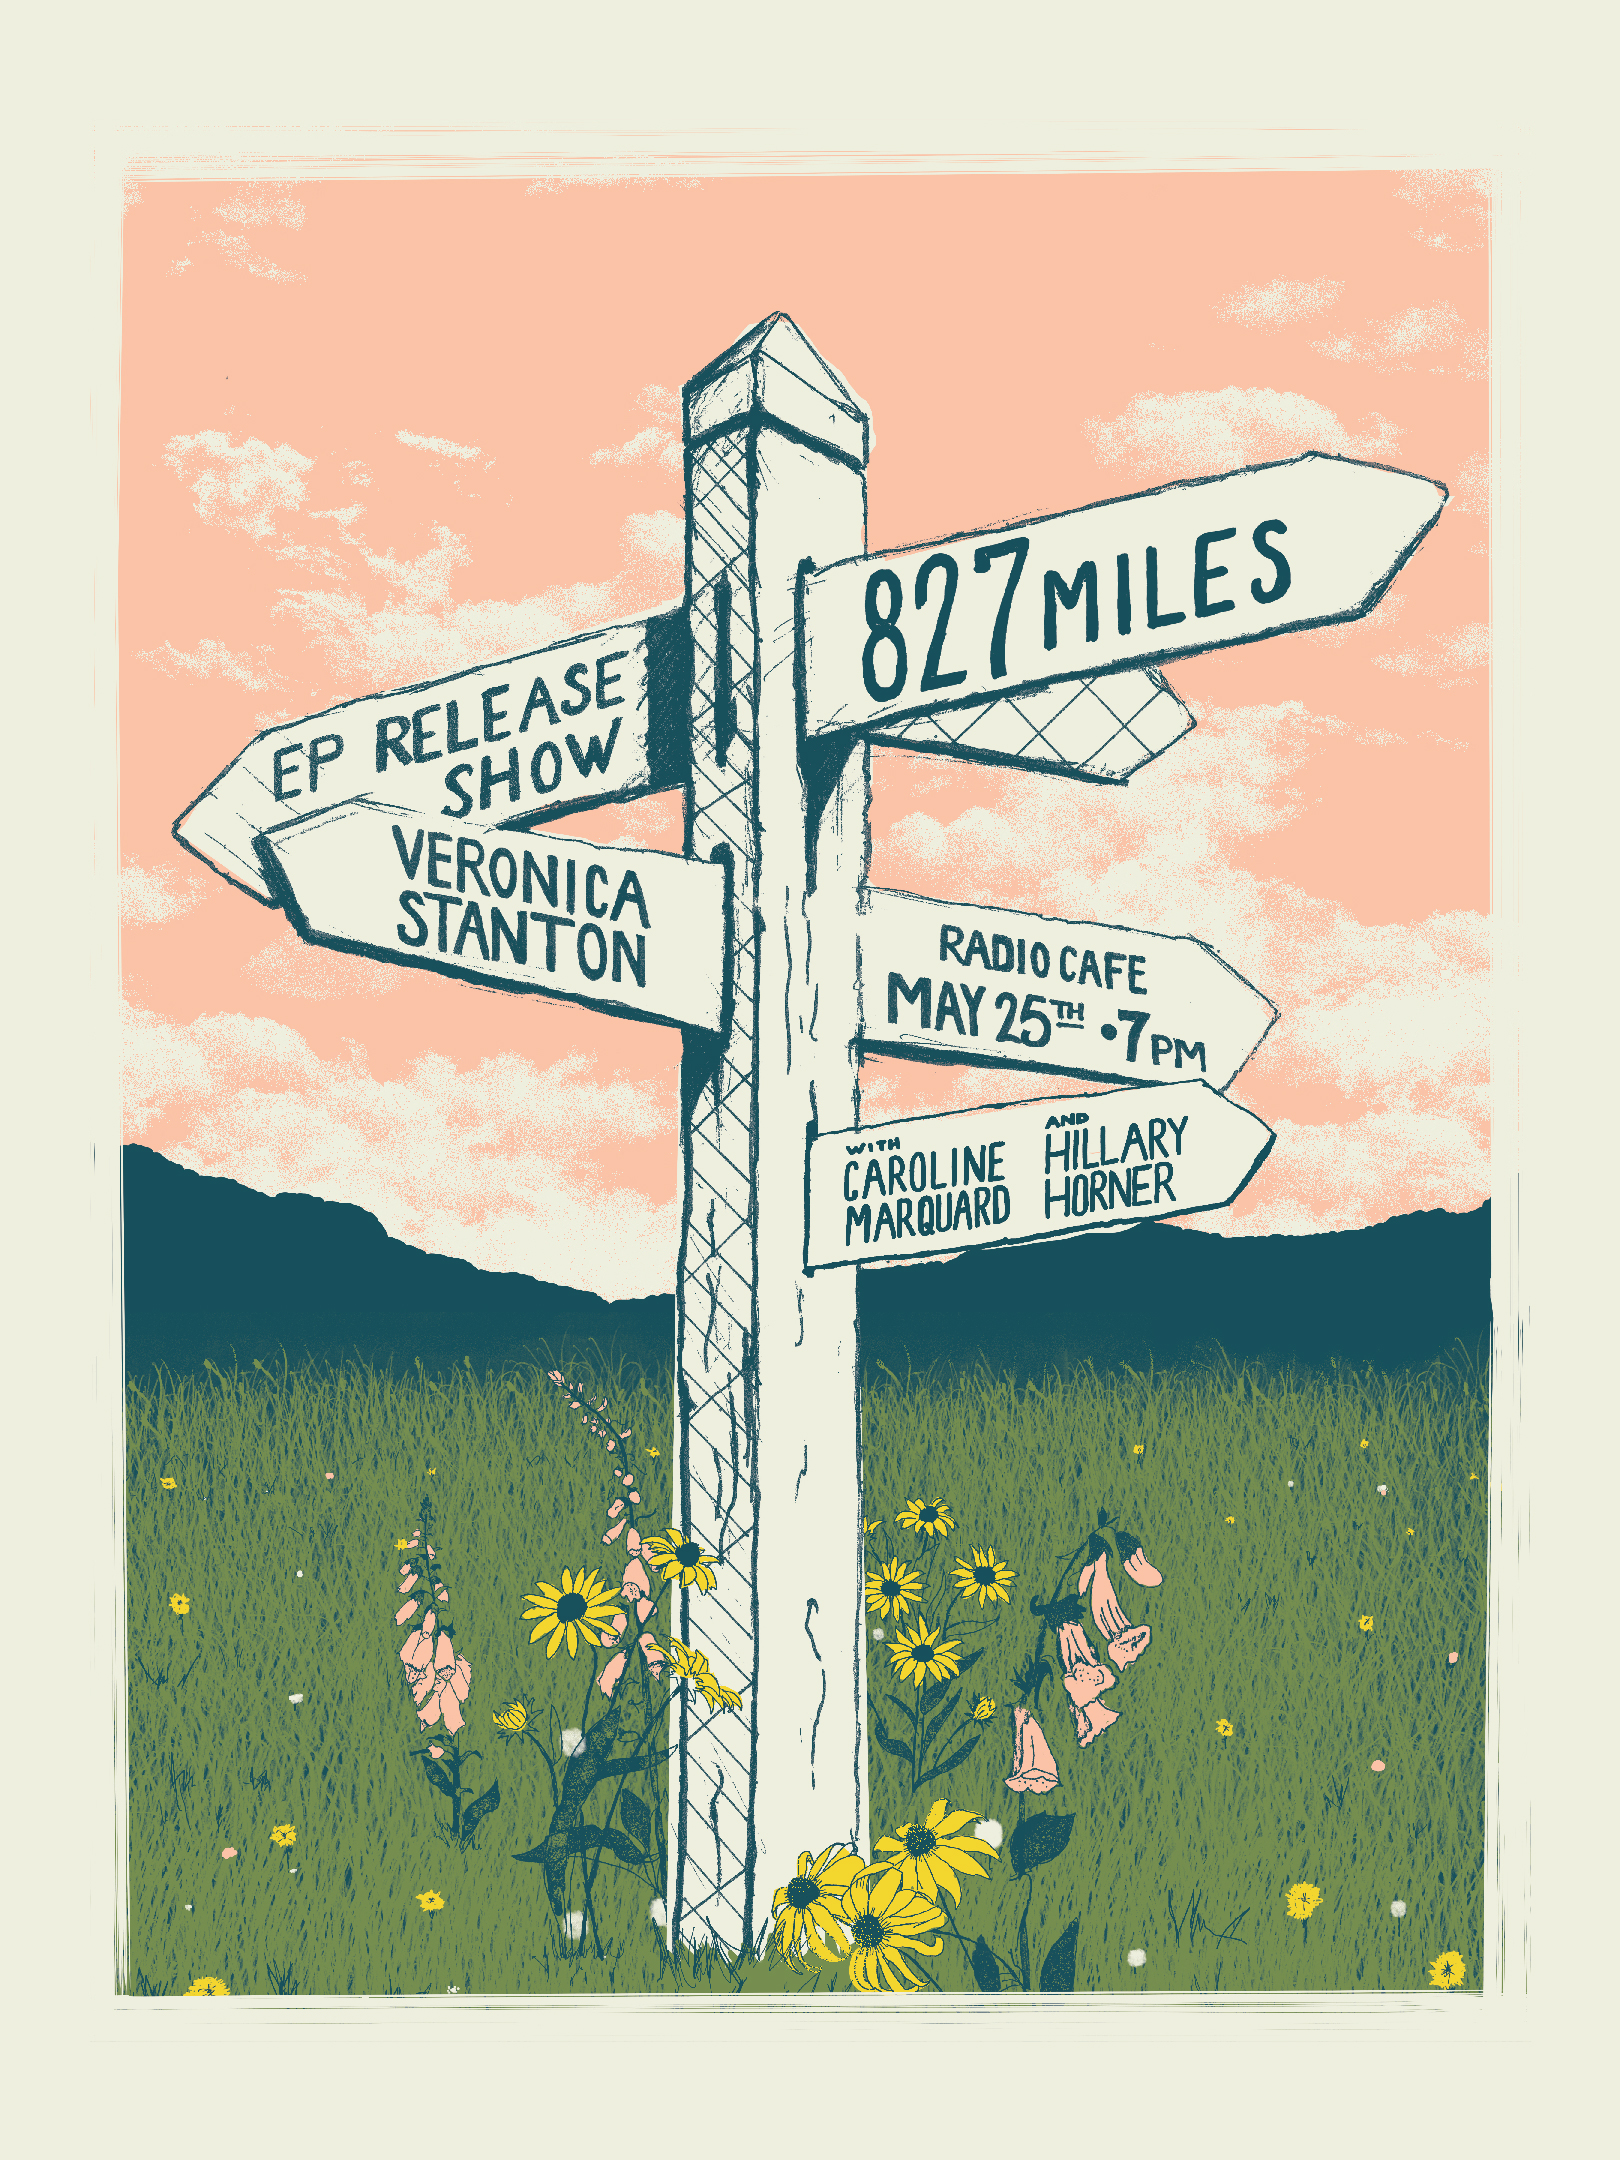 827 MILES
EP RELEASE
SHOW
VERONICA
STANTON
RADIO CAFE
MAY 25TH • 7PM
WITH
CAROLINE
MARQUARD
AND
HILLARY
HORNER